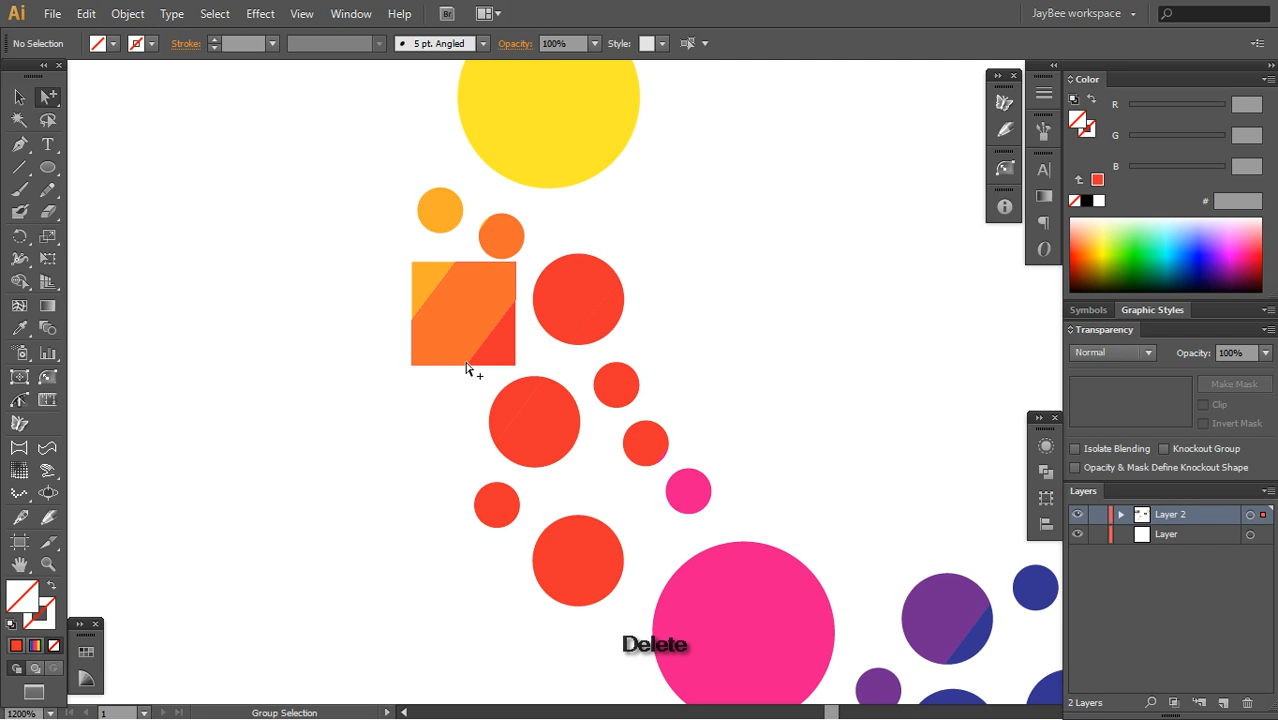 Ai File Edit Object Type Select Effect View Window Help Br JayBee workspace
No Selection Stroke: 5 pt. Angled Opacity: 100% Style:
Color
R
G
B
#
Symbols Graphic Styles
Transparency
Normal Opacity: 100%
Make Mask
Clip
Invert Mask
Isolate Blending Knockout Group
Opacity & Mask Define Knockout Shape
Layers
Layer 2
Layer
Delete
2 Layers
1200% 1 Group Selection